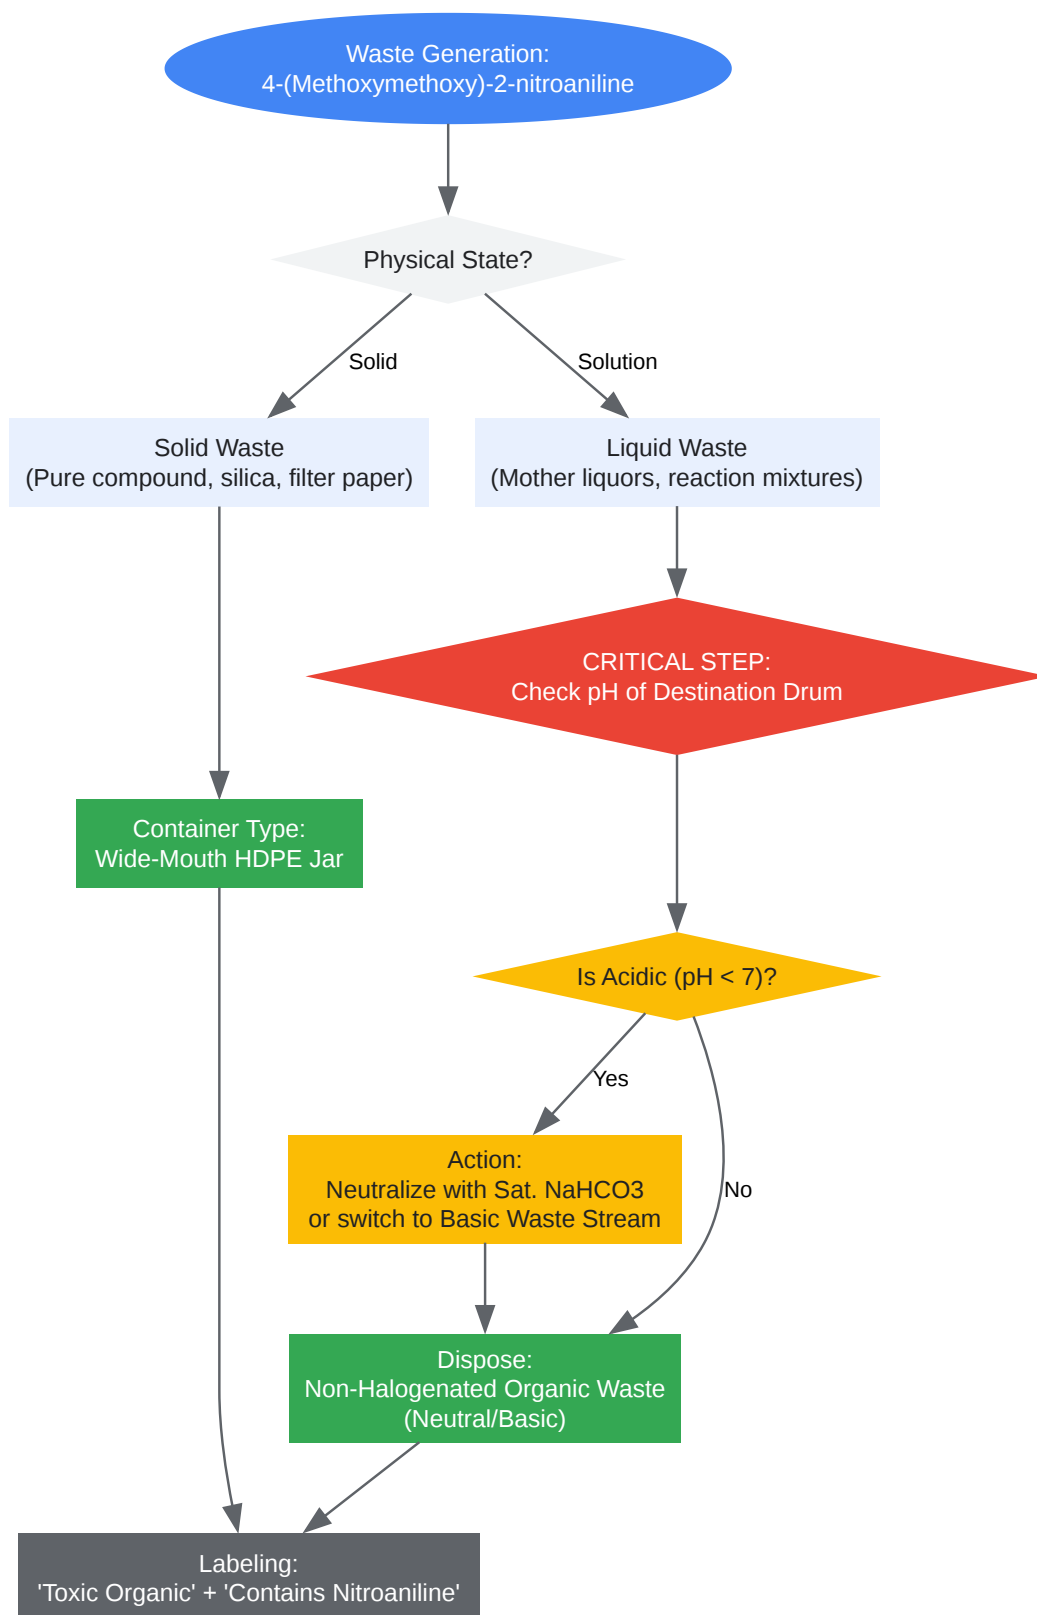 Waste Generation:
4-(Methoxymethoxy)-2-nitroaniline
Physical State?
Solid
Solution
Solid Waste
(Pure compound, silica, filter paper)
Liquid Waste
(Mother liquors, reaction mixtures)
CRITICAL STEP:
Check pH of Destination Drum
Container Type:
Wide-Mouth HDPE Jar
Is Acidic (pH < 7)?
Yes
No
Action:
Neutralize with Sat. NaHCO3
or switch to Basic Waste Stream
Dispose:
Non-Halogenated Organic Waste
(Neutral/Basic)
Labeling:
'Toxic Organic' + 'Contains Nitroaniline'